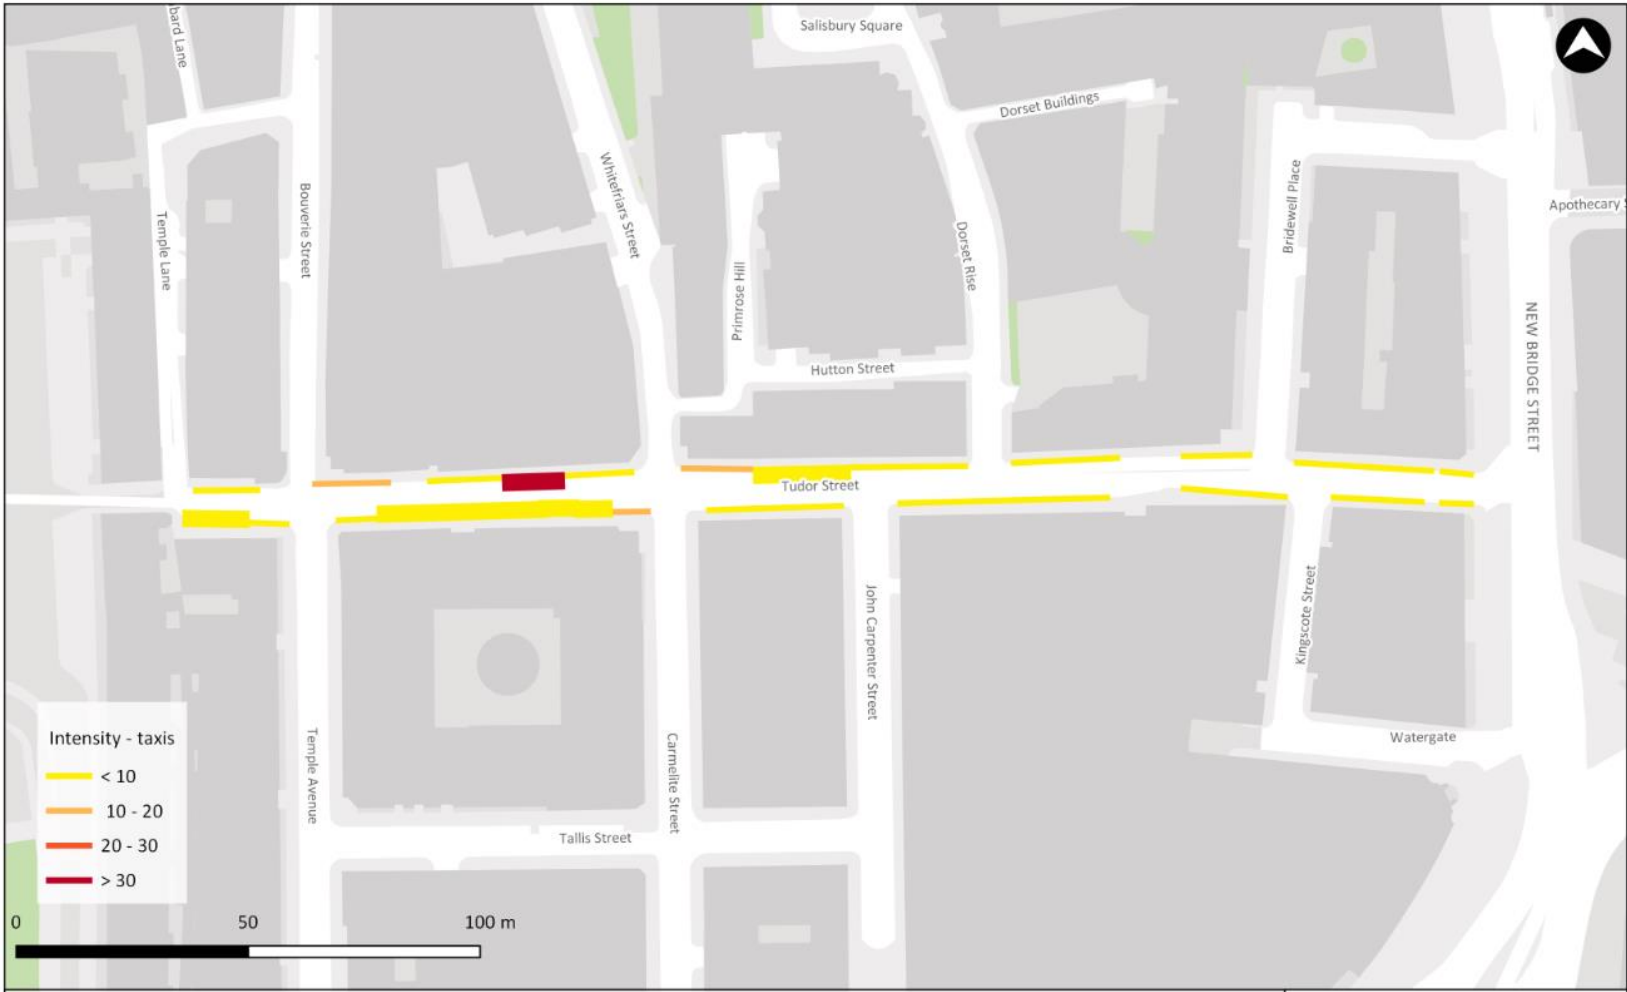 Salisbury Square
Lane
Dorset Buildings
Whitefriars Street
Bouverie Street
Temple Lane
Primrose Hill
Dorset Rise
Bridewell Place
Apothecary
NEW BRIDGE STREET
Hutton Street
Tudor Street
John Carpenter Street
Kingscote Street
Temple Avenue
Carmelite Street
Watergate
Tallis Street
Intensity - taxis
< 10
10 - 20
20 - 30
> 30
0 50 100 m